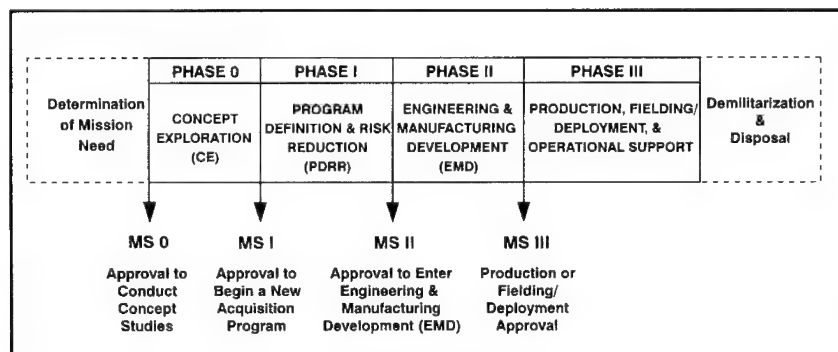 PHASE 0
PHASE I
PHASE II
PHASE III
Determination
of Mission
Need
CONCEPT
EXPLORATION
(CE)
PROGRAM
DEFINITION & RISK
REDUCTION
(PDRR)
ENGINEERING &
MANUFACTURING
DEVELOPMENT
(EMD)
PRODUCTION, FIELDING/
DEPLOYMENT, &
OPERATIONAL SUPPORT
Demilitarization
&
Disposal
MS 0
Approval to
Conduct
Concept
Studies
MS I
Approval to
Begin a New
Acquisition
Program
MS II
Approval to Enter
Engineering &
Manufacturing
Development (EMD)
MS III
Production or
Fielding/
Deployment
Approval